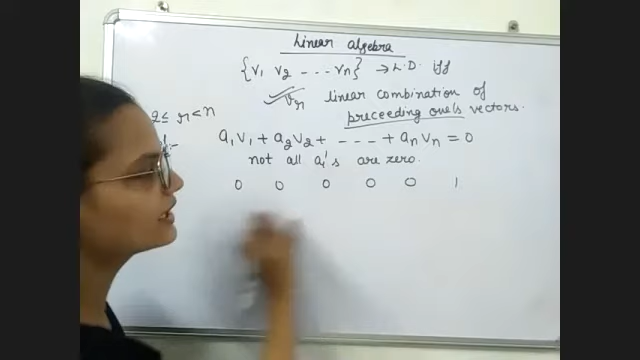 Linear algebra
{v1 v2 ---vn} → L.D. iff
✓vr linear combination of
preceeding one's vectors.
2 ≤ r < n
a1v1 + a2v2 + --- + anvn = 0
not all ai's are zero.
0 0 0 0 0 1